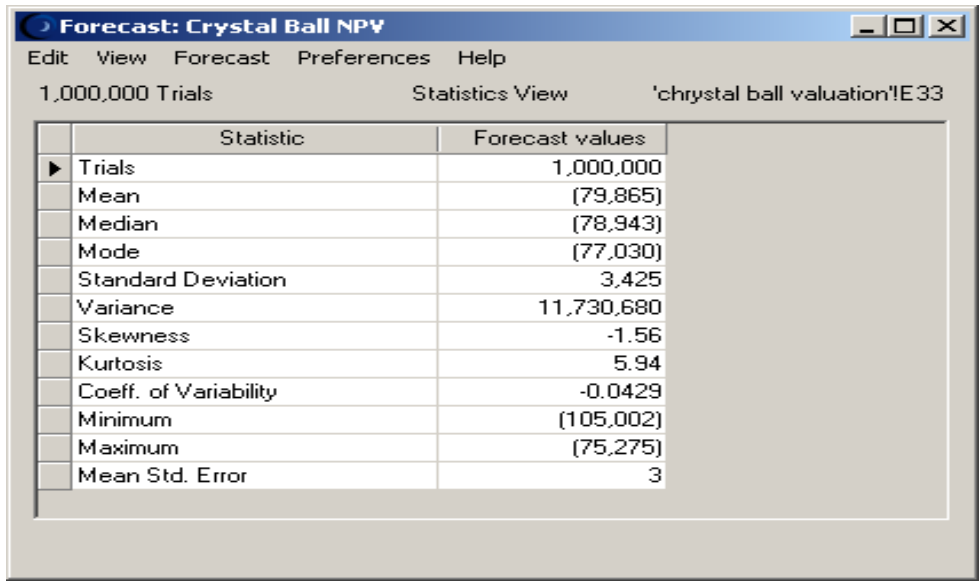 Forecast: Crystal Ball NPV
Edit View Forecast Preferences Help
1,000,000 Trials Statistics View 'chrystal ball valuation'!E33
Statistic Forecast values
Trials 1,000,000
Mean (79,865)
Median (78,943)
Mode (77,030)
Standard Deviation 3,425
Variance 11,730,680
Skewness -1.56
Kurtosis 5.94
Coeff. of Variability -0.0429
Minimum (105,002)
Maximum (75,275)
Mean Std. Error 3